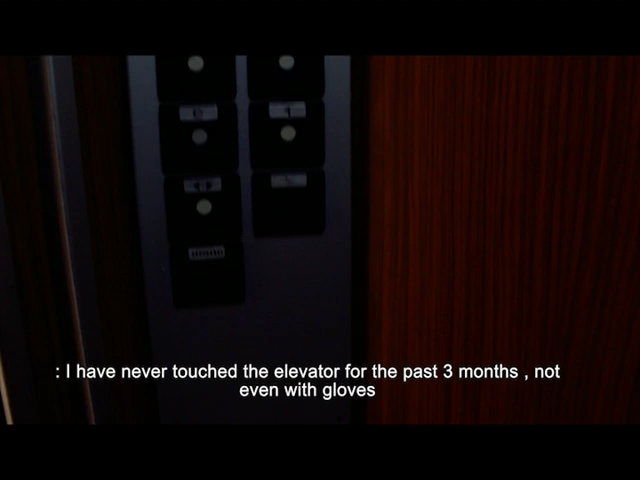 : I have never touched the elevator for the past 3 months , not
even with gloves